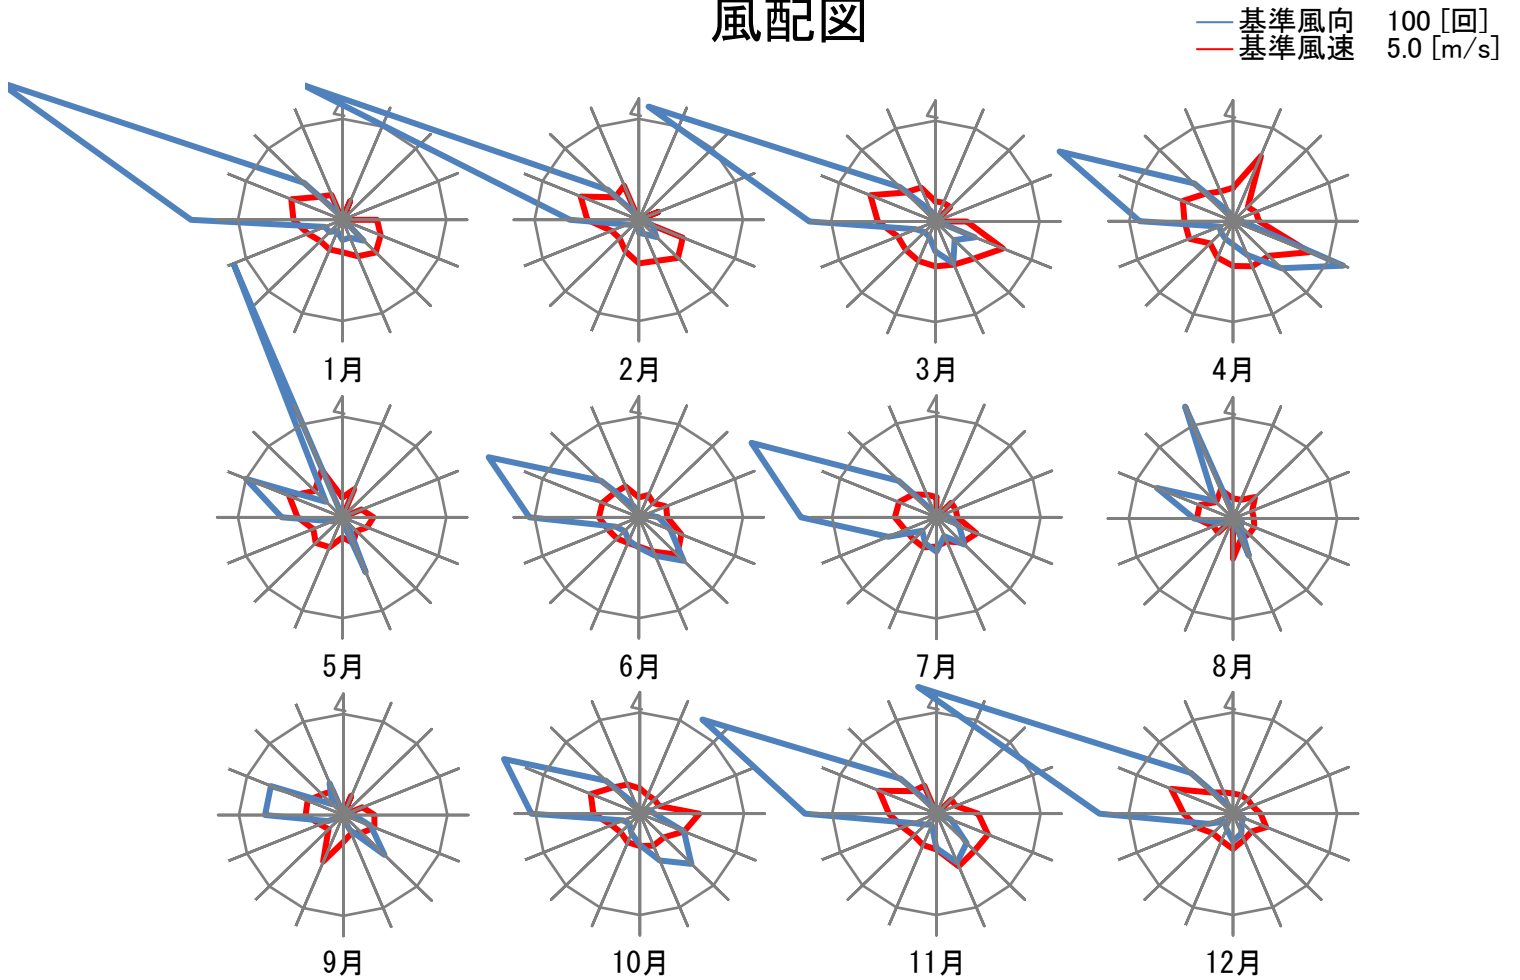 風配図
基準風向 100 [回]
基準風速 5.0 [m/s]
1月
2月
3月
4月
5月
6月
7月
8月
9月
10月
11月
12月